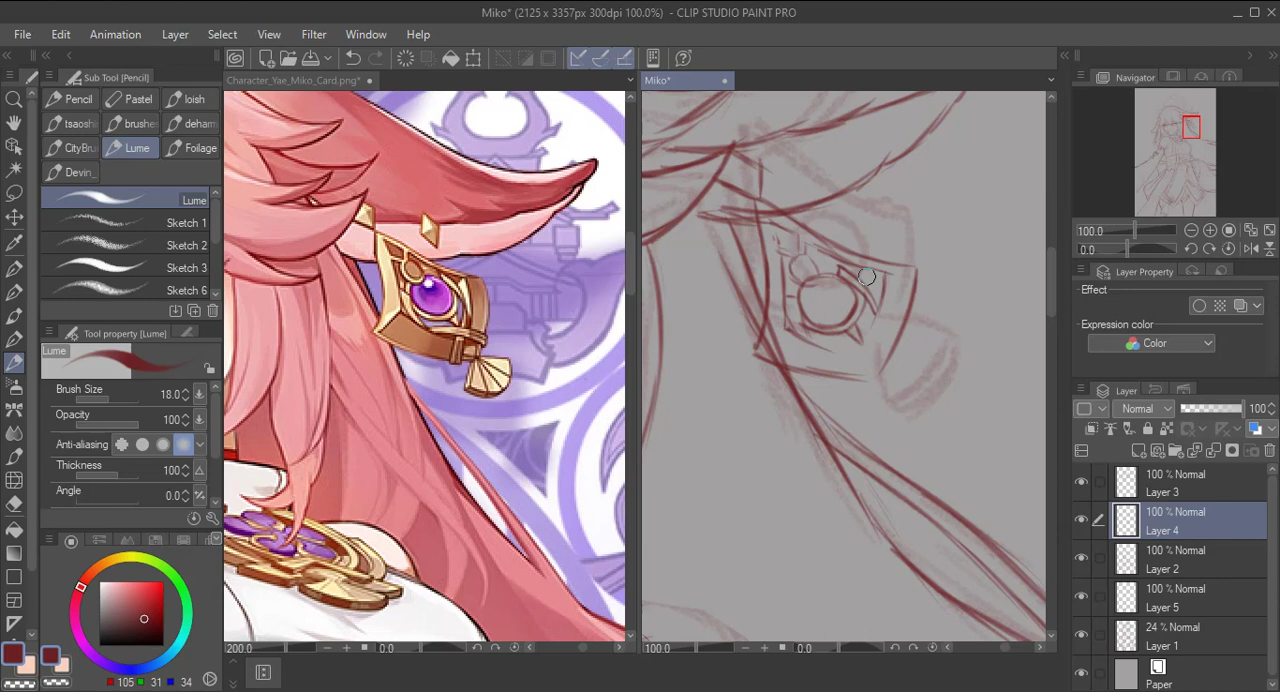 Miko* (2125 x 3357px 300dpi 100.0%) - CLIP STUDIO PAINT PRO
File Edit Animation Layer Select View Filter Window Help
Sub Tool [Pencil]
Character_Yae_Miko_Card.png*
Miko*
Navigator
Pencil Pastel loish
tsaosh brushe deham
CityBru Lume Foilage
Devin_
Lume
Sketch 1
Sketch 2
Sketch 3
Sketch 6
100.0
0.0
Layer Property
Effect
Expression color
Color
Tool property [Lume]
Lume
Brush Size 18.0
Opacity 100
Anti-aliasing
Thickness 100
Angle 0.0
Layer
Normal 100
100 % Normal
Layer 3
100 % Normal
Layer 4
100 % Normal
Layer 2
100 % Normal
Layer 5
24 % Normal
Layer 1
Paper
200.0 0.0
100.0 0.0
105 31 34